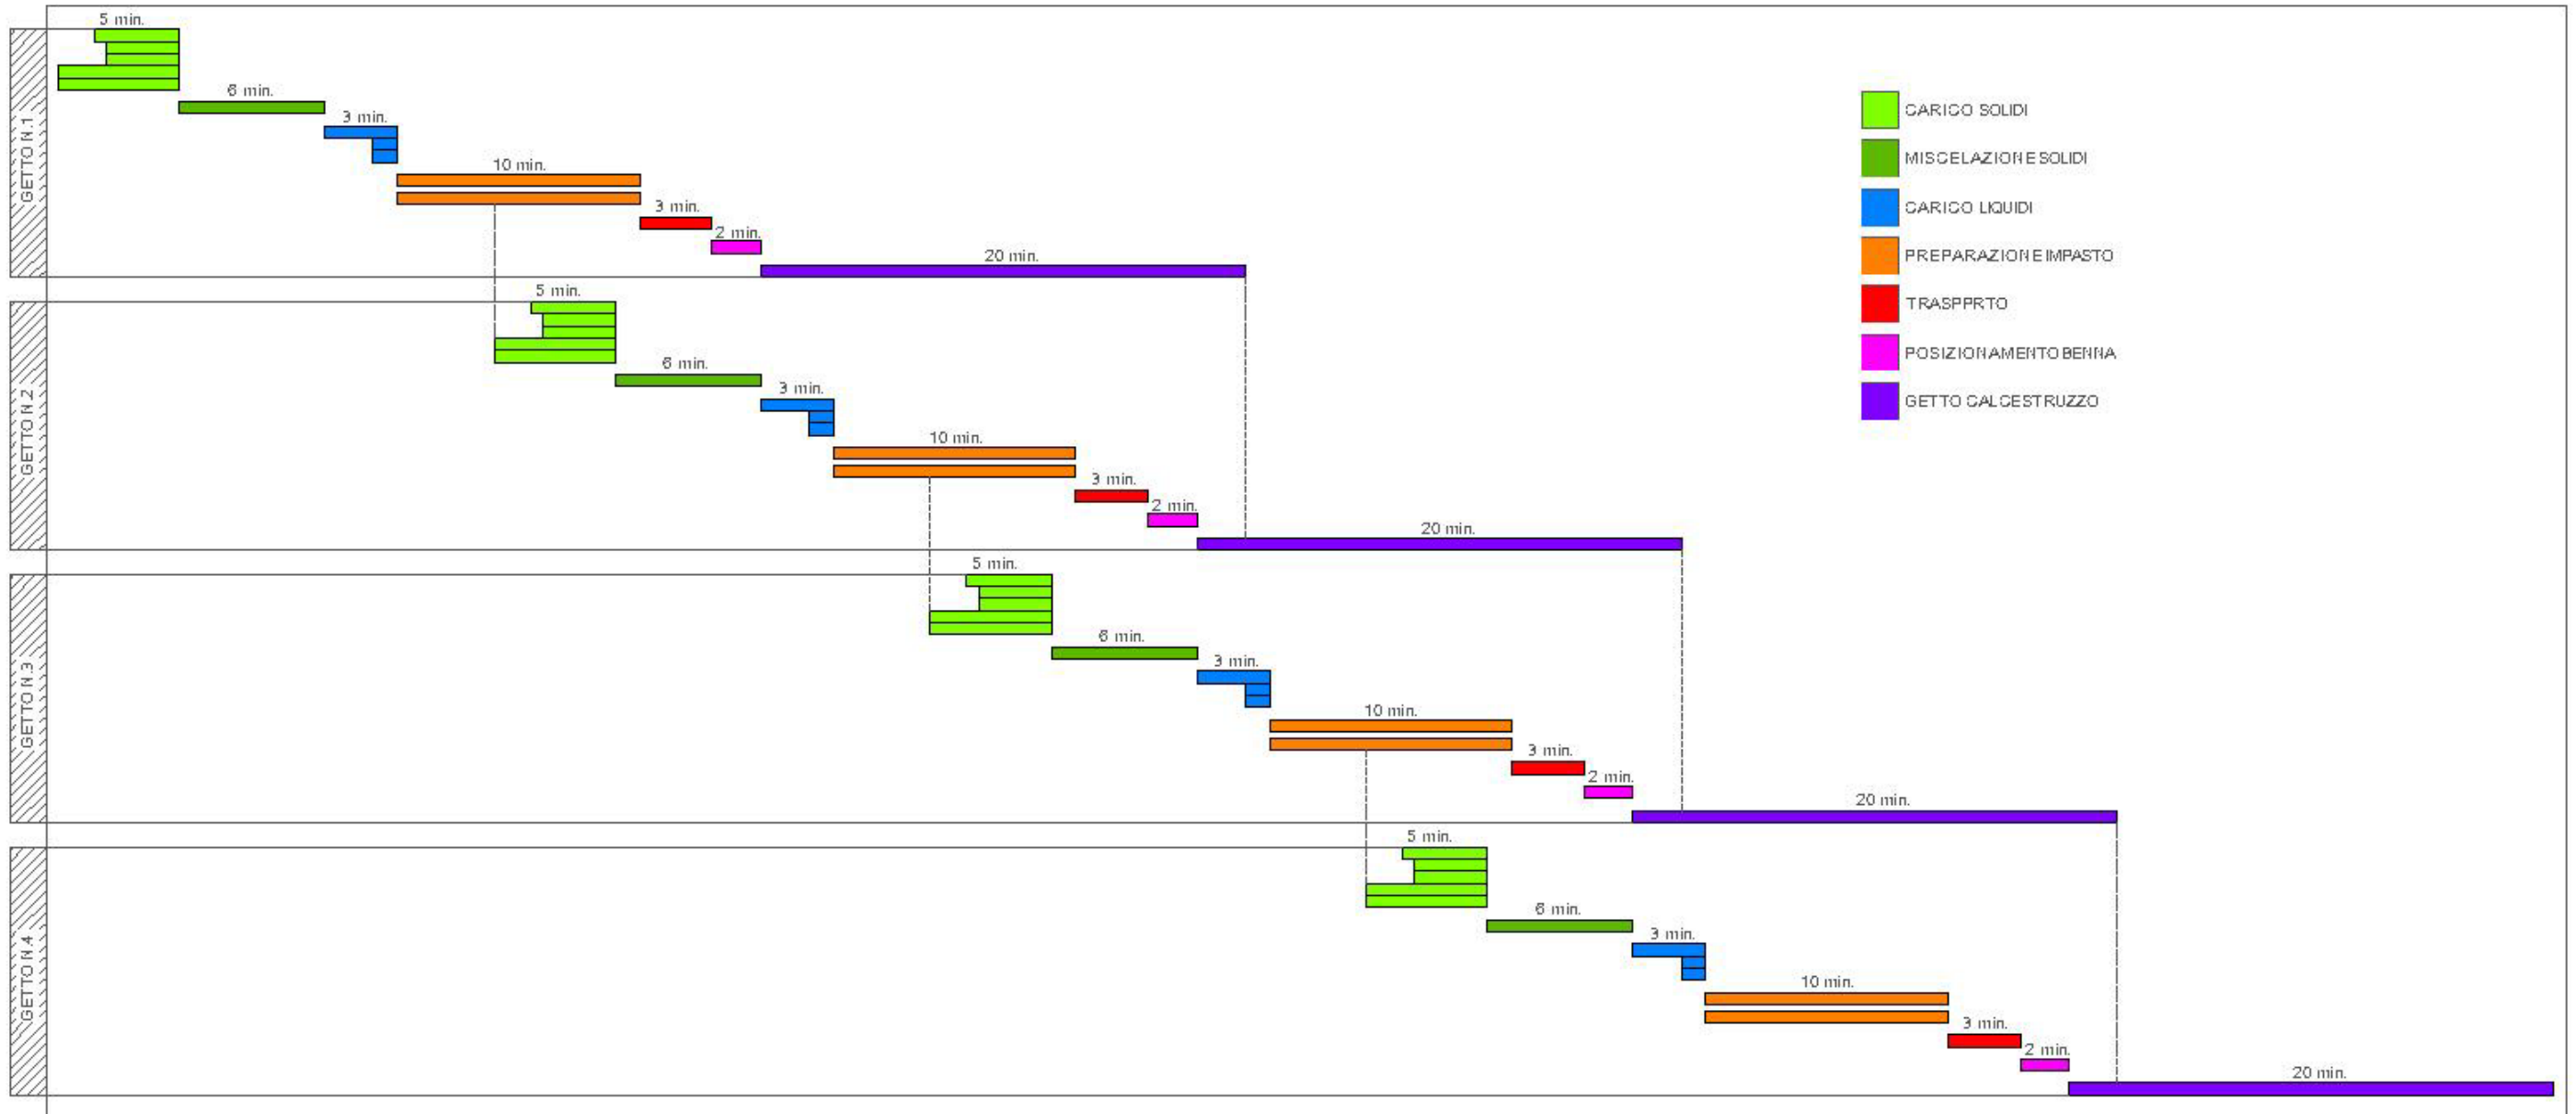 5 min.
6 min.
3 min.
10 min.
3 min.
2 min.
20 min.
GETTO N.1
5 min.
6 min.
3 min.
10 min.
3 min.
2 min.
20 min.
GETTO N.2
5 min.
6 min.
3 min.
10 min.
3 min.
2 min.
20 min.
GETTO N.3
5 min.
6 min.
3 min.
10 min.
3 min.
2 min.
20 min.
GETTO N.4
CARICO SOLIDI
MISCELAZIONE SOLIDI
CARICO LIQUIDI
PREPARAZIONE IMPASTO
TRASPPRTO
POSIZIONAMENTO BENNA
GETTO CALCESTRUZZO